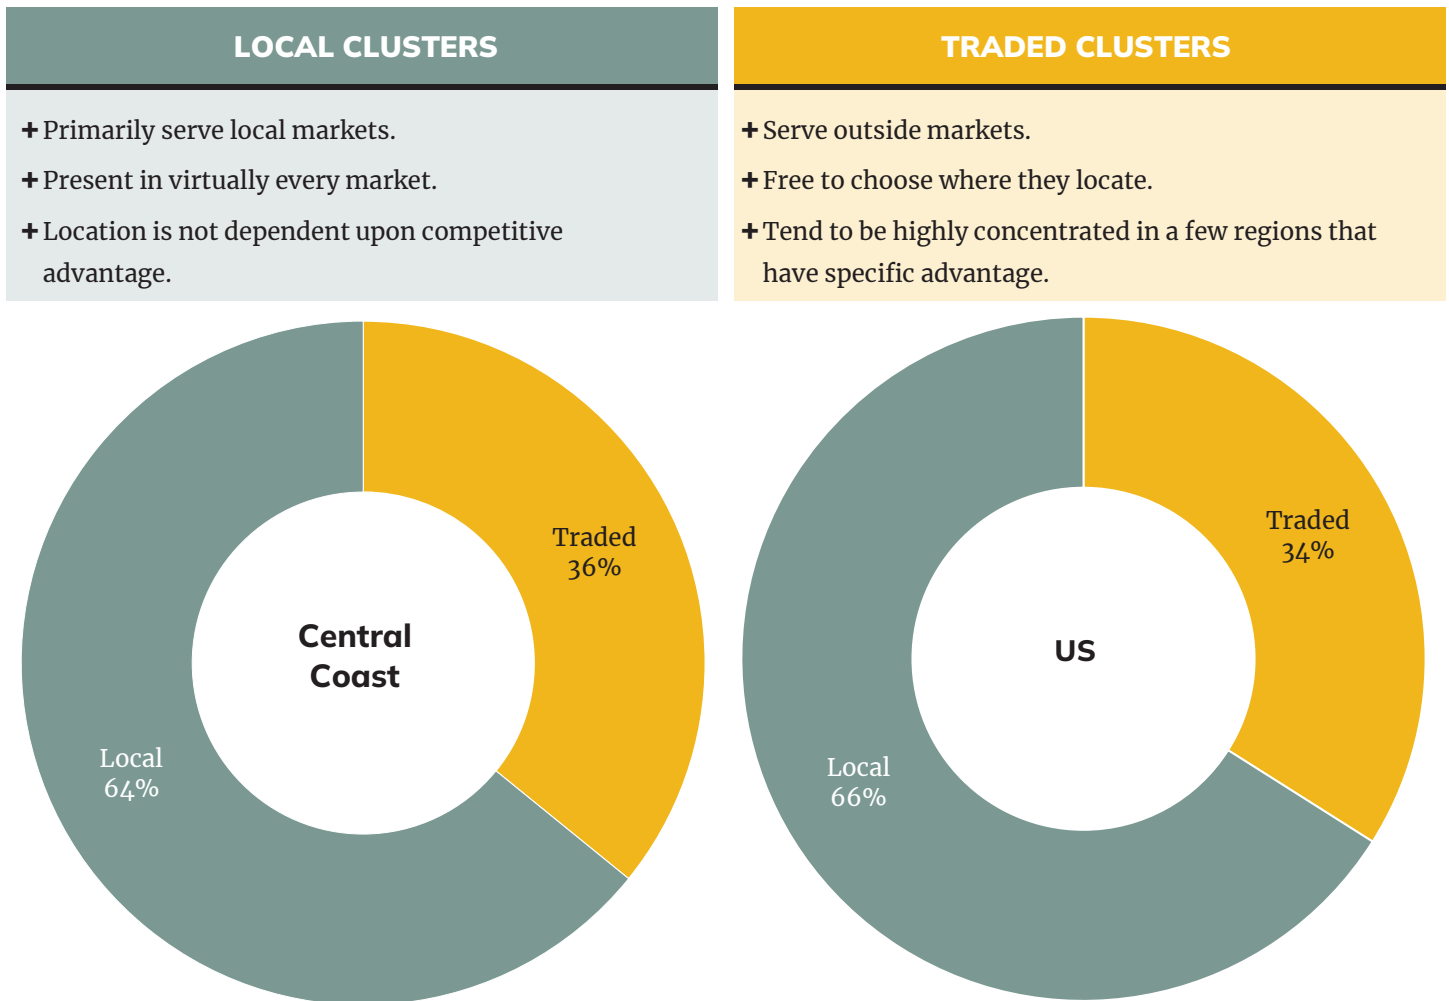 LOCAL CLUSTERS
+ Primarily serve local markets.
+ Present in virtually every market.
+ Location is not dependent upon competitive
advantage.
TRADED CLUSTERS
+ Serve outside markets.
+ Free to choose where they locate.
+ Tend to be highly concentrated in a few regions that
have specific advantage.
Traded
36%
Central
Coast
Local
64%
Traded
34%
US
Local
66%